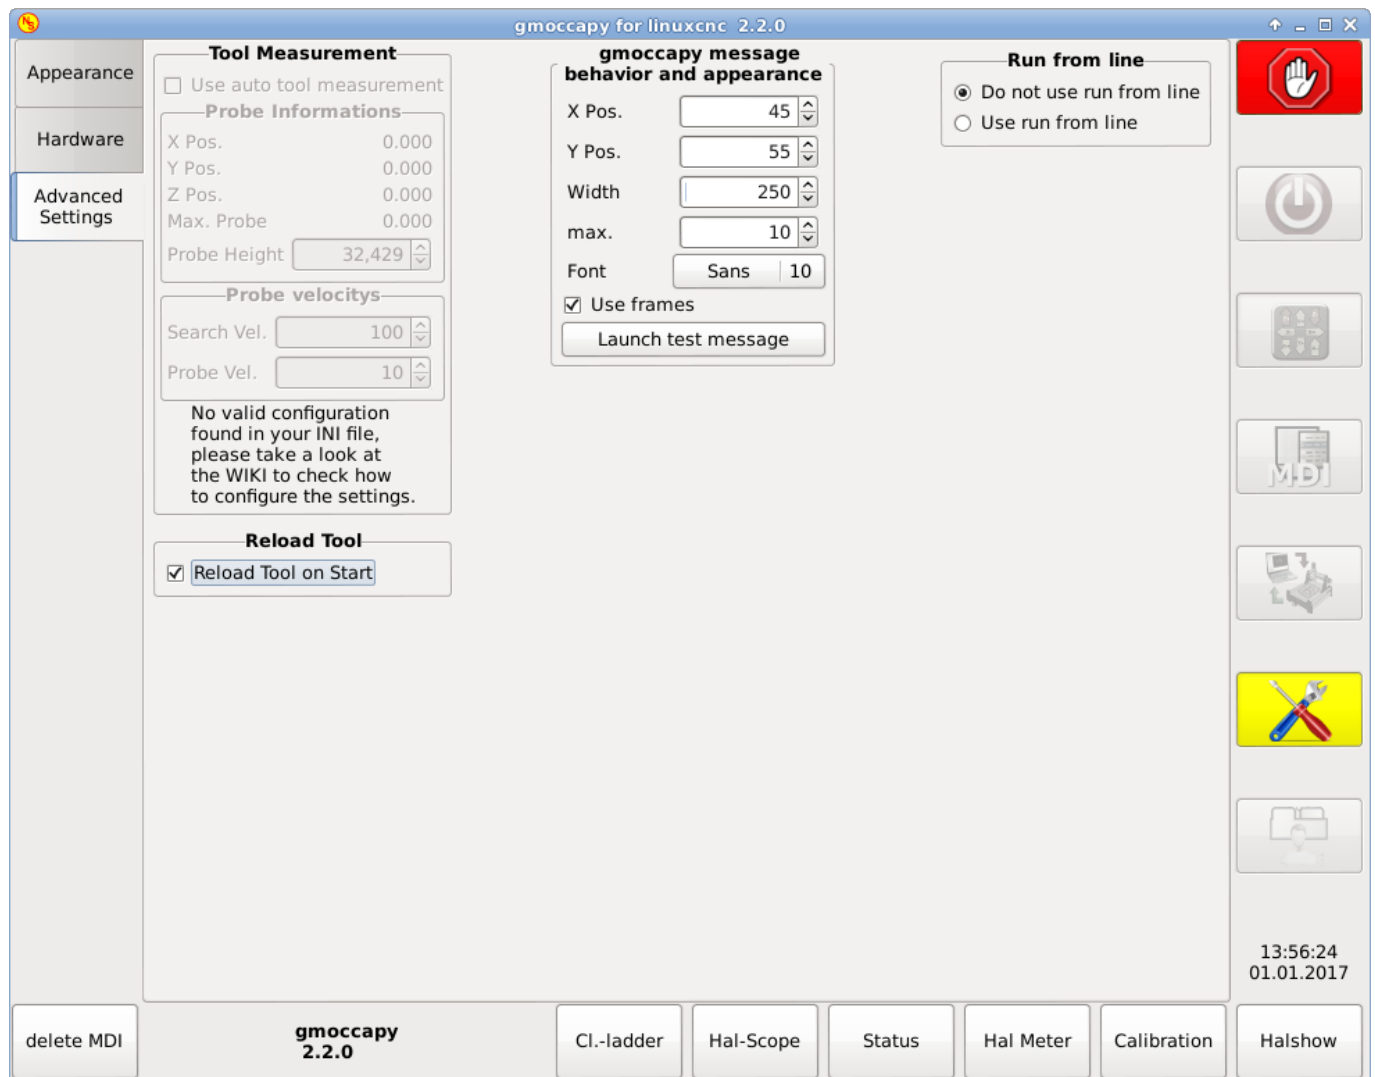 gmoccapy for linuxcnc 2.2.0
Appearance
Hardware
Advanced
Settings
Tool Measurement
Use auto tool measurement
Probe Informations
X Pos. 0.000
Y Pos. 0.000
Z Pos. 0.000
Max. Probe 0.000
Probe Height 32,429
Probe velocitys
Search Vel. 100
Probe Vel. 10
No valid configuration
found in your INI file,
please take a look at
the WIKI to check how
to configure the settings.
Reload Tool
Reload Tool on Start
gmoccapy message
behavior and appearance
X Pos. 45
Y Pos. 55
Width 250
max. 10
Font Sans 10
Use frames
Launch test message
Run from line
Do not use run from line
Use run from line
MDI
13:56:24
01.01.2017
delete MDI
gmoccapy
2.2.0
Cl.-ladder
Hal-Scope
Status
Hal Meter
Calibration
Halshow